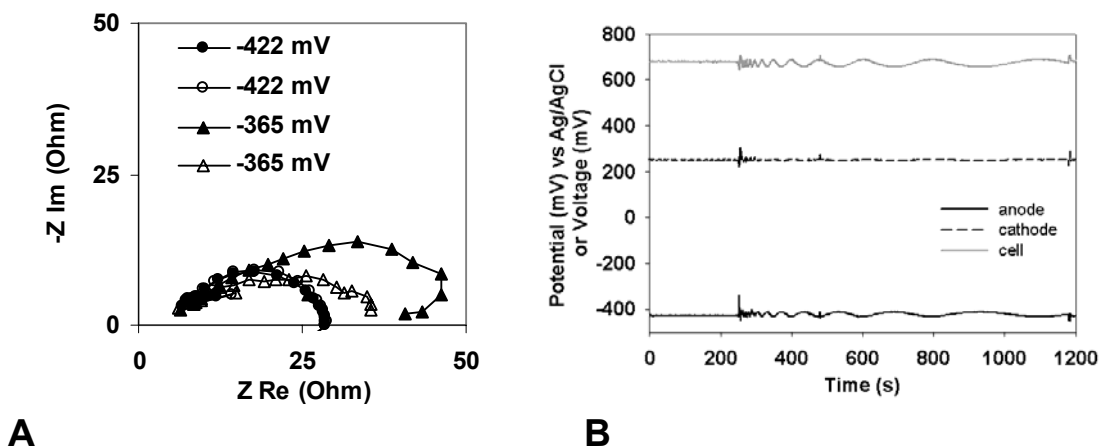 50
25
0
-Z Im (Ohm)
-422 mV
-422 mV
-365 mV
-365 mV
0
25
50
Z Re (Ohm)
A
800
600
400
200
0
-200
-400
Potential (mV) vs Ag/AgCl
or Voltage (mV)
anode
cathode
cell
0
200
400
600
800
1000
1200
Time (s)
B